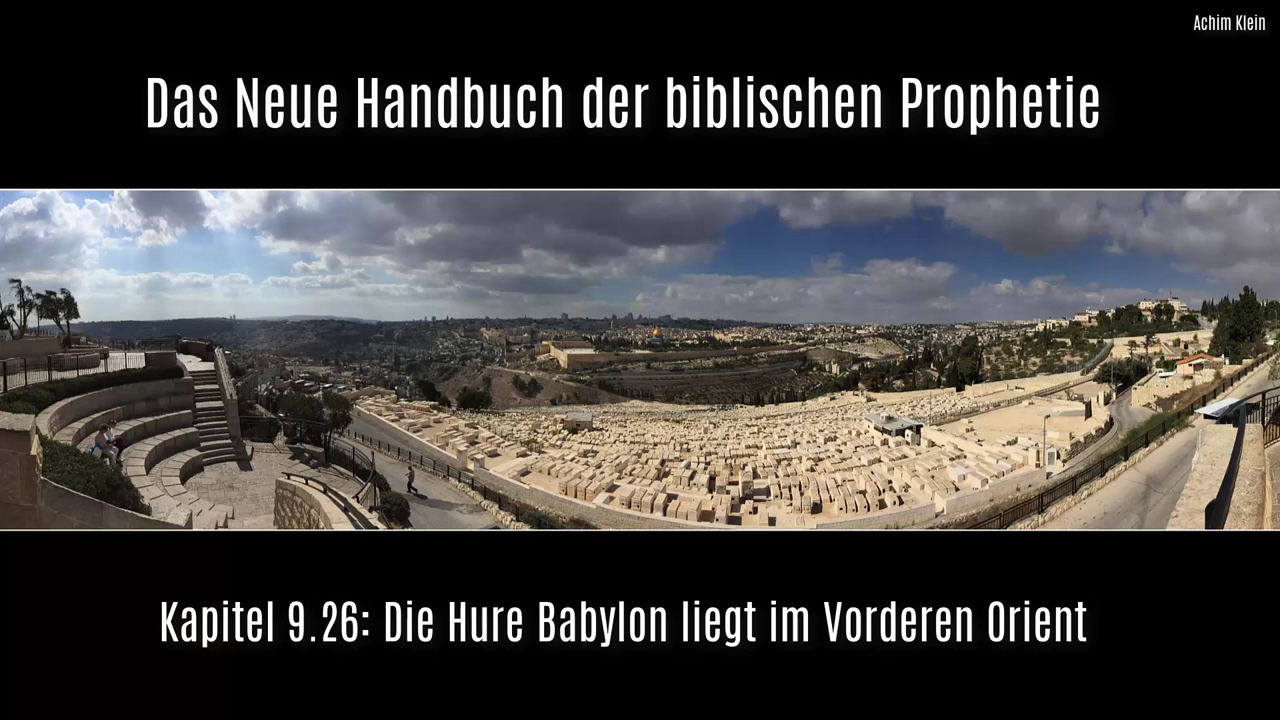 Achim Klein
Das Neue Handbuch der biblischen Prophetie
Kapitel 9.26: Die Hure Babylon liegt im Vorderen Orient